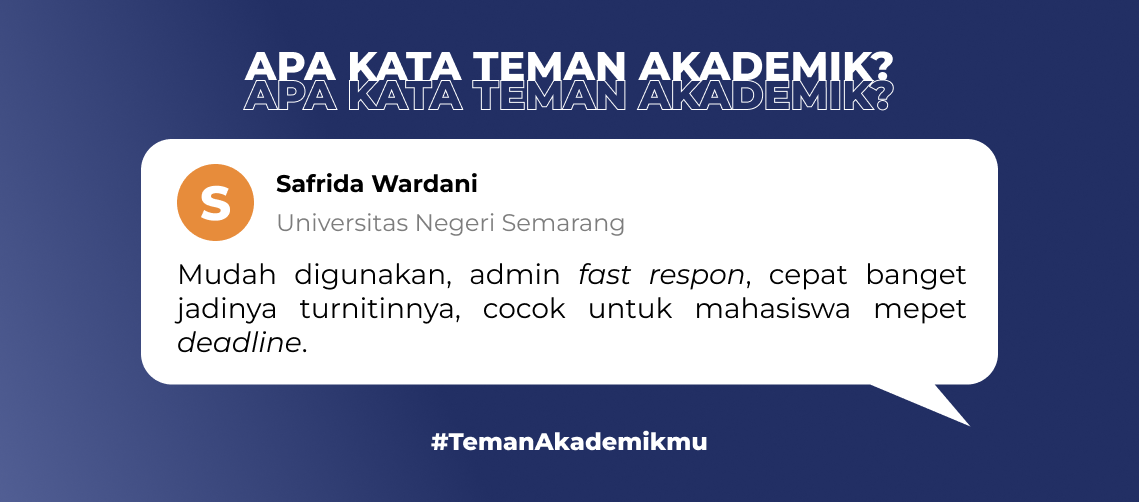 APA KATA TEMAN AKADEMIK?
APA KATA TEMAN AKADEMIK?
S
Safrida Wardani
Universitas Negeri Semarang
Mudah digunakan, admin fast respon, cepat banget
jadinya turnitinnya, cocok untuk mahasiswa mepet
deadline.
#TemanAkademikmu